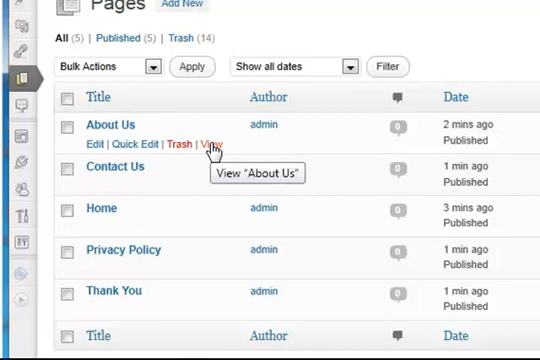 Pages Add New
All (5) | Published (5) | Trash (14)
Bulk Actions Apply Show all dates Filter
Title Author Date
About Us admin 0 2 mins ago
Edit | Quick Edit | Trash | View Published
View “About Us”
Contact Us admin 0 1 min ago
Published
Home admin 0 3 mins ago
Published
Privacy Policy admin 0 1 min ago
Published
Thank You admin 0 1 min ago
Published
Title Author Date